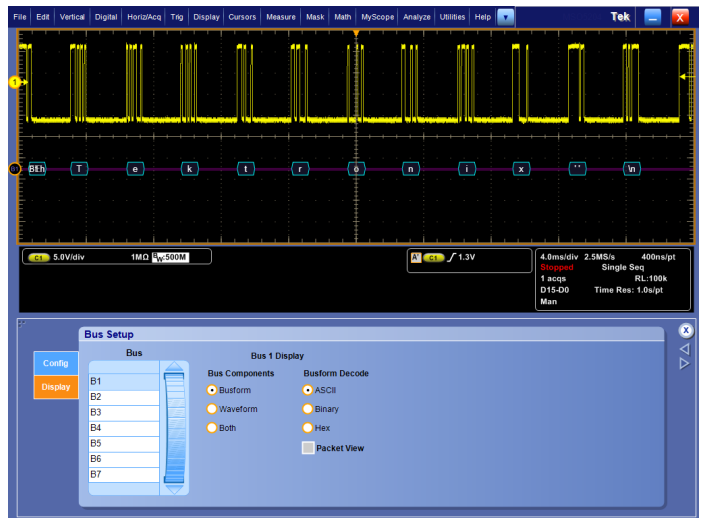 File Edit Vertical Digital Horiz/Acq Trig Display Cursors Measure Mask Math MyScope Analyze Utilities Help Tek X
1
B1 T e k t r o n i x ' ' \n
C1 5.0V/div 1MΩ BW:500M A' C1 1.3V 4.0ms/div 2.5MS/s 400ns/pt
Stopped Single Seq
1 acqs RL:100k
D15-D0 Time Res: 1.0s/pt
Man
Bus Setup X
Config Bus Bus 1 Display
Display Bus Components Busform Decode
B1 Busform ASCII
B2 Waveform Binary
B3 Both Hex
B4 Packet View
B5
B6
B7